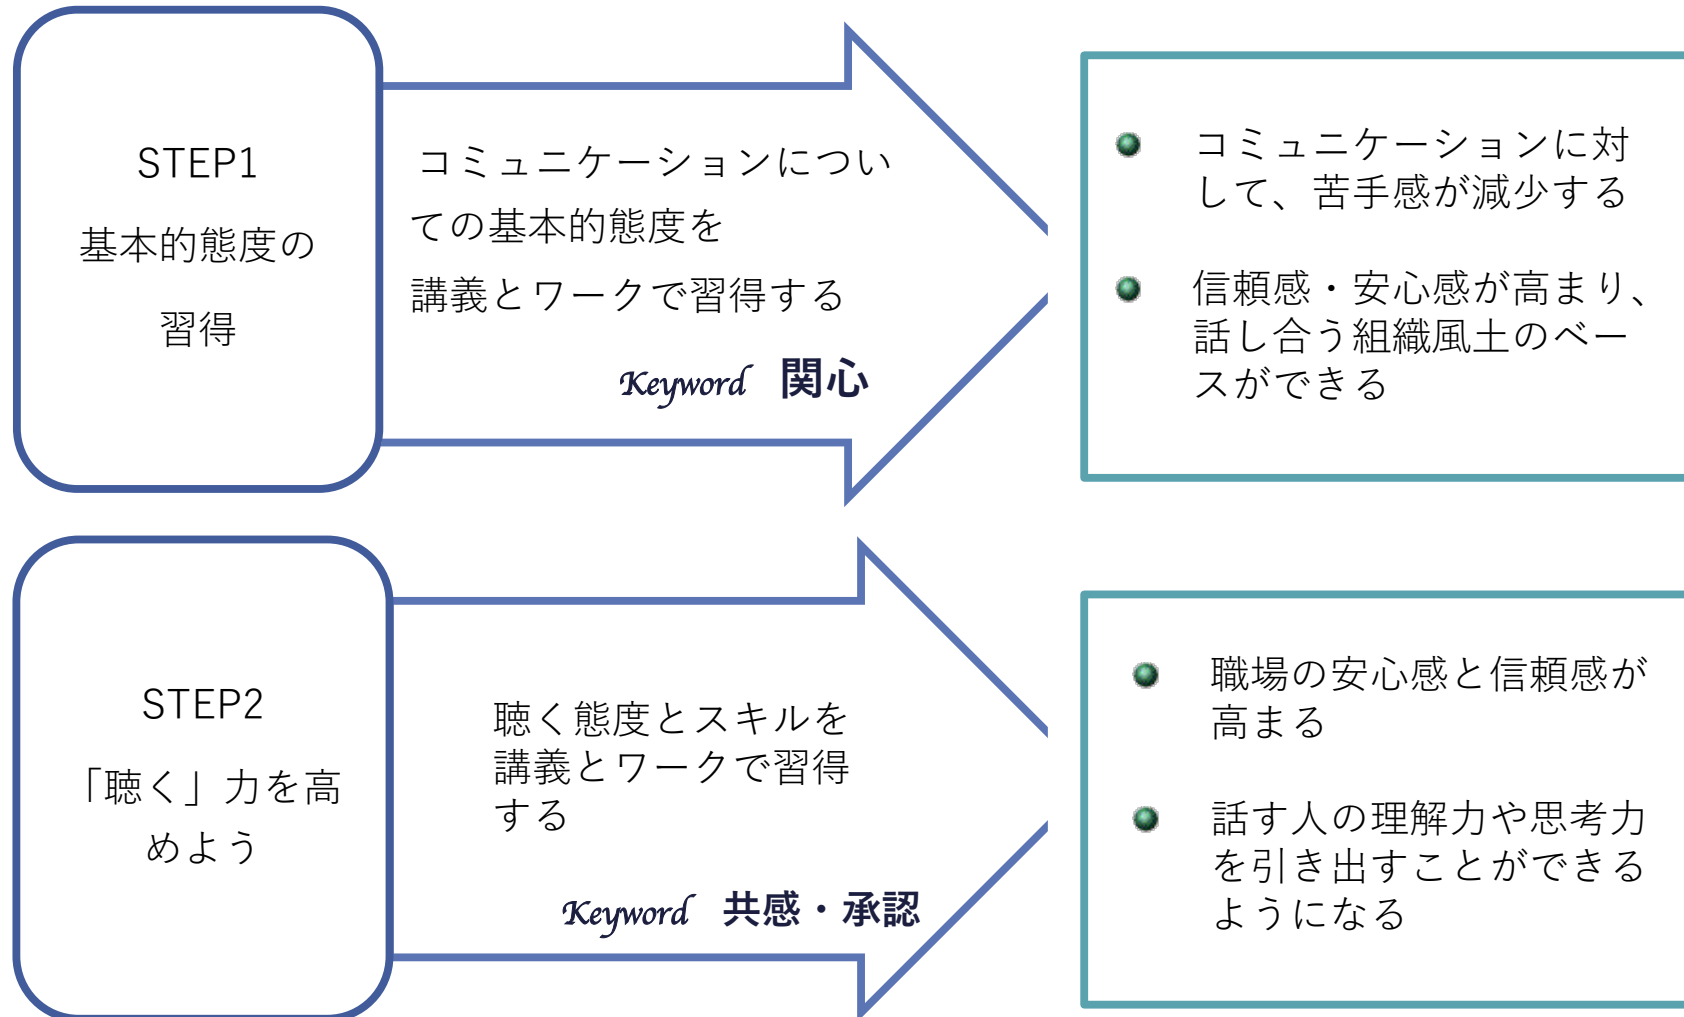 STEP1
基本的態度の
習得
コミュニケーションについ
ての基本的態度を
講義とワークで習得する
Keyword 関心
コミュニケーションに対
して、苦手感が減少する
信頼感・安心感が高まり、
話し合う組織風土のベー
スができる
STEP2
「聴く」力を高
めよう
聴く態度とスキルを
講義とワークで習得
する
Keyword 共感・承認
職場の安心感と信頼感が
高まる
話す人の理解力や思考力
を引き出すことができる
ようになる